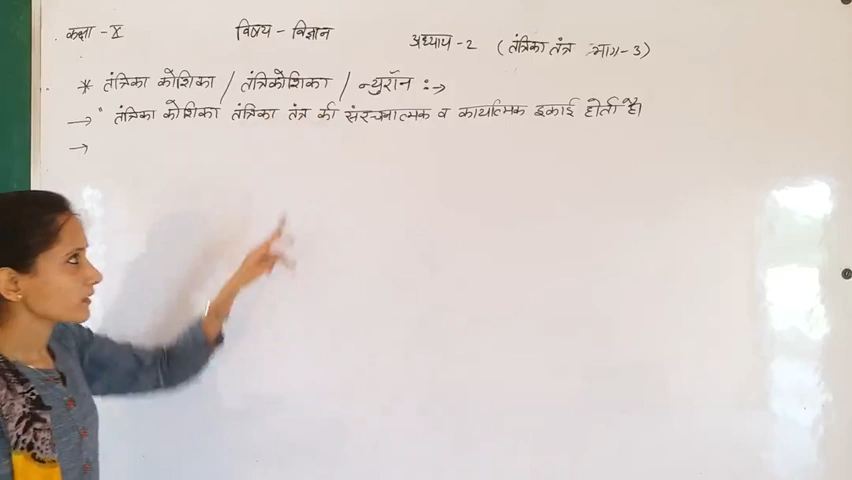 कक्षा - X विषय - विज्ञान अध्याय - 2 (तंत्रिका तंत्र भाग - 3)
* तंत्रिका कोशिका / तंत्रिकोशिका / न्युरॉन :→
→ " तंत्रिका कोशिका तंत्रिका तंत्र की संरचनात्मक व कार्यात्मक इकाई होती है।
→